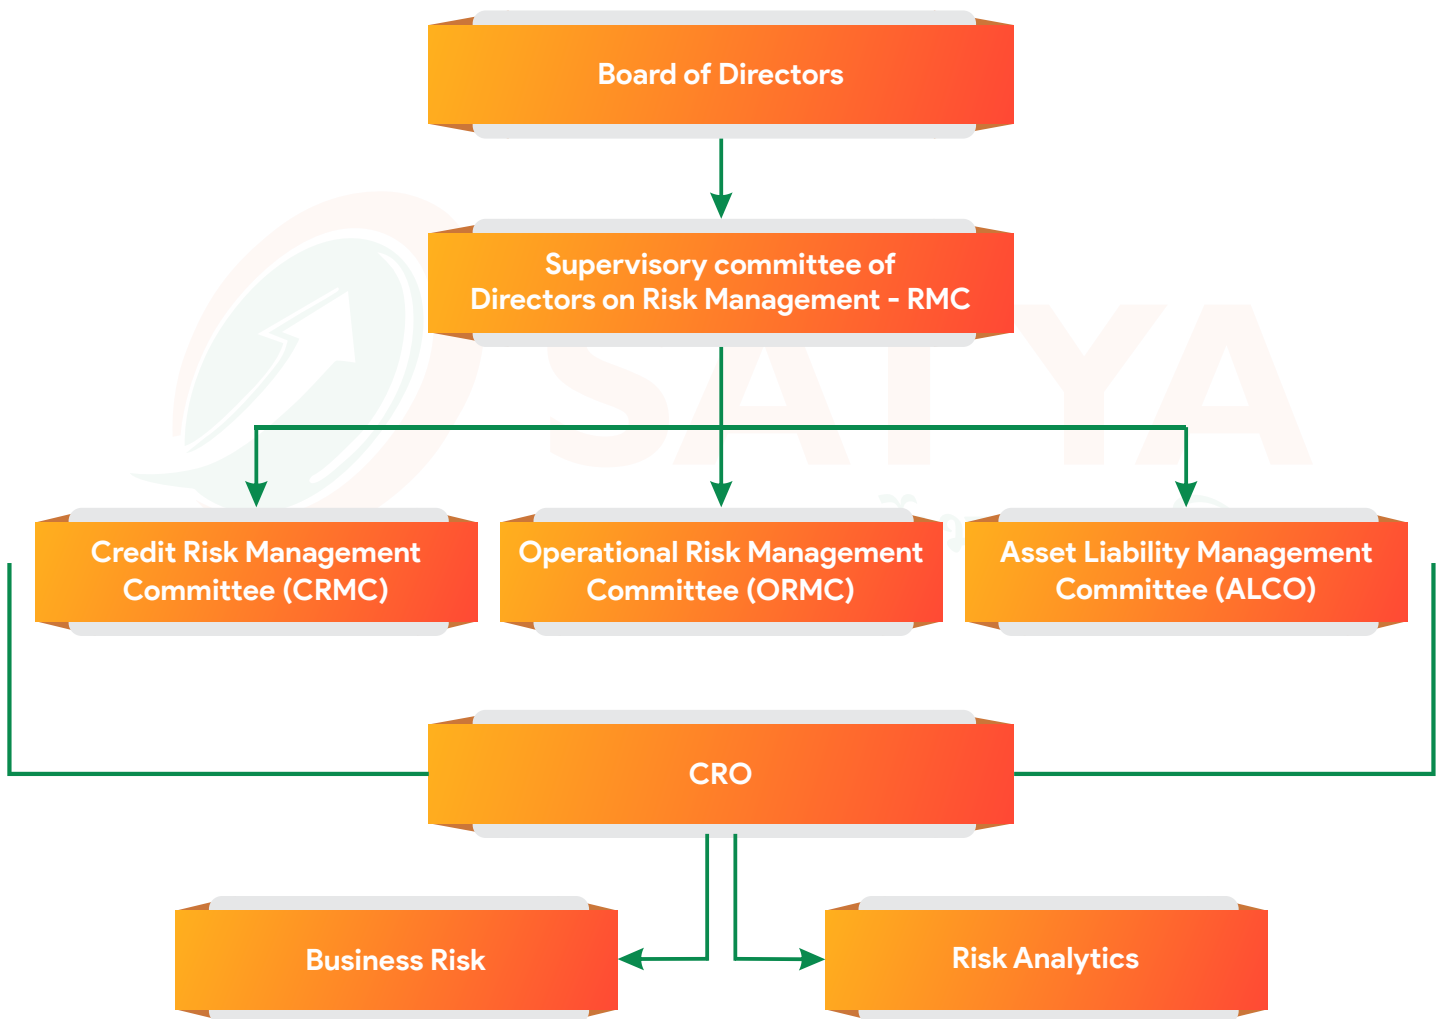 Board of Directors
Supervisory committee of
Directors on Risk Management - RMC
SATYA
Credit Risk Management
Committee (CRMC)
Operational Risk Management
Committee (ORMC)
Asset Liability Management
Committee (ALCO)
CRO
Business Risk
Risk Analytics